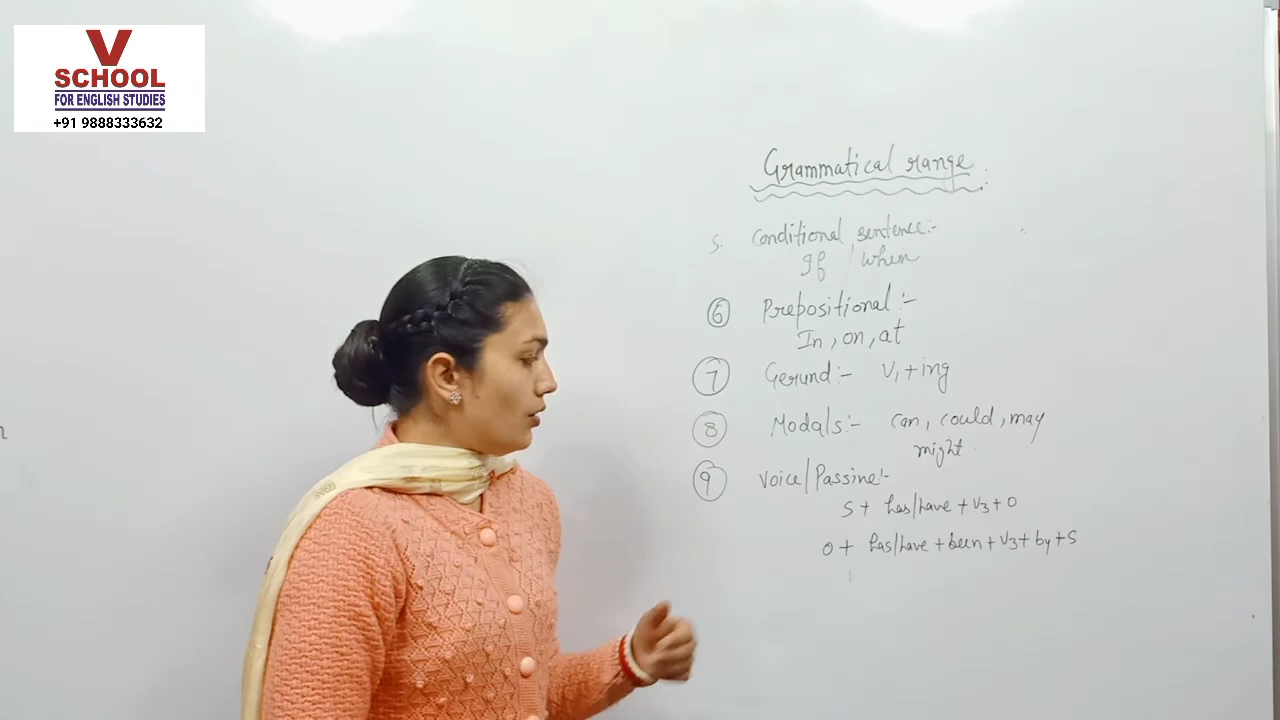 V
SCHOOL
FOR ENGLISH STUDIES
+91 9888333632
Grammatical range
5. Conditional sentence:-
If / when
6 Prepositional:-
In, on, at
7 Gerund:- V1+ing
8 Modals:- can, could, may
might
9 Voice/Passive:-
S + has/have + V3 + O
O + has/have + been + V3 + by + S